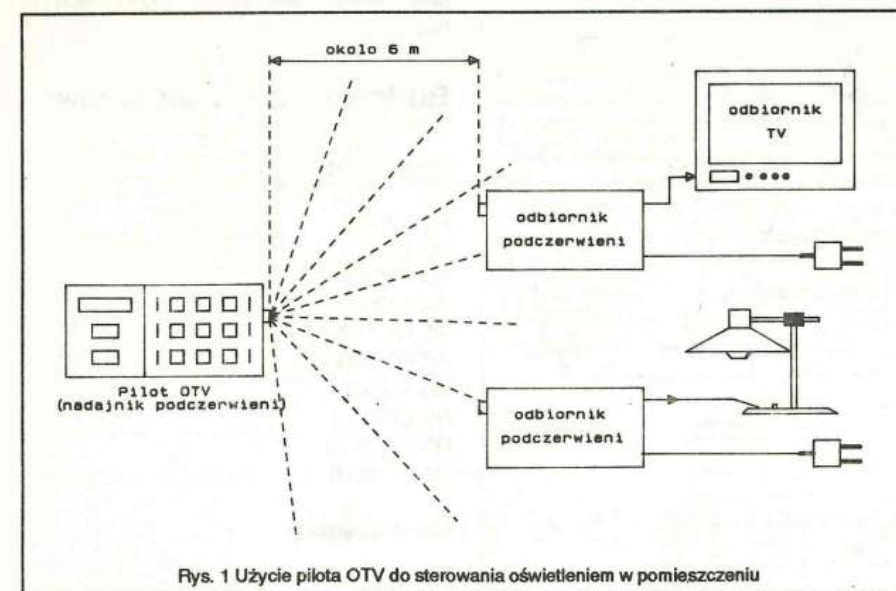 około 6 m
odbiornik
TV
odbiornik
podczerwieni
Pilot OTV
(nadajnik podczerwieni)
odbiornik
podczerwieni
Rys. 1 Użycie pilota OTV do sterowania oświetleniem w pomieszczeniu